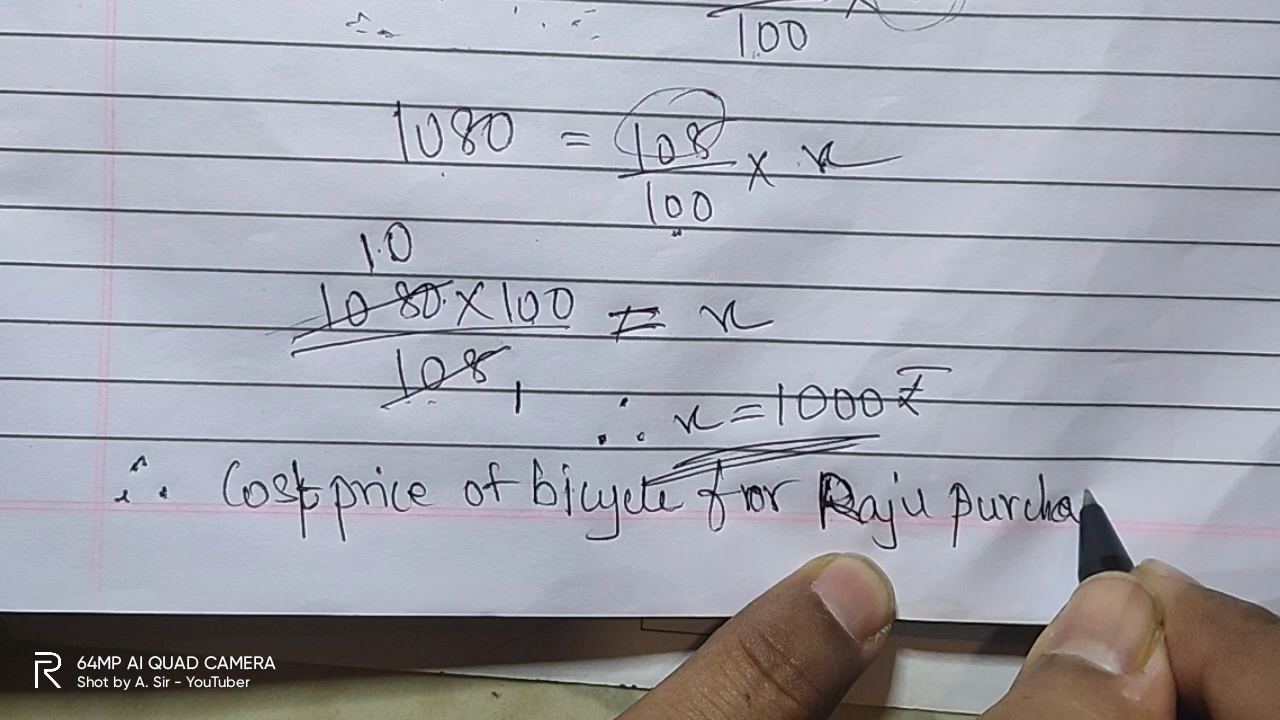 100 x
1080 = 108/100 x x
10
1080 x 100/108 = x
1
∴ x = 1000 ₹
∴ Cost price of bicycle for Raju purcha
R 64MP AI QUAD CAMERA
Shot by A. Sir - YouTuber